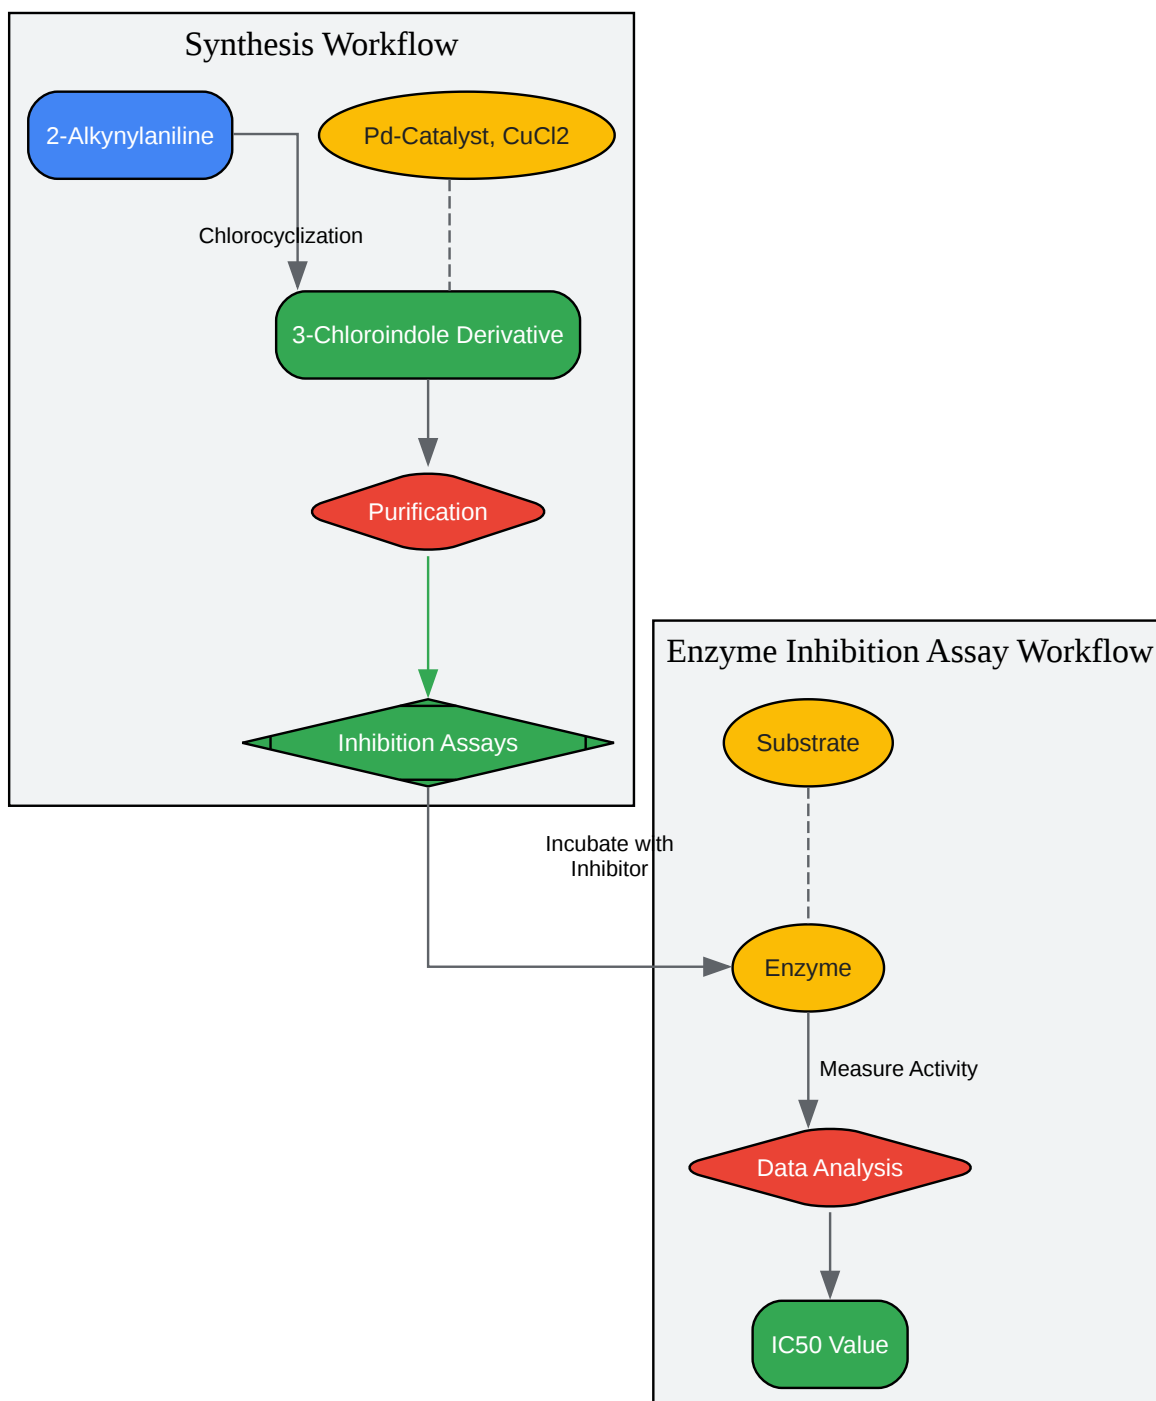 Synthesis Workflow
2-Alkynylaniline
Pd-Catalyst, CuCl2
Chlorocyclization
3-Chloroindole Derivative
Purification
Inhibition Assays
Incubate with
Inhibitor
Enzyme Inhibition Assay Workflow
Substrate
Enzyme
Measure Activity
Data Analysis
IC50 Value